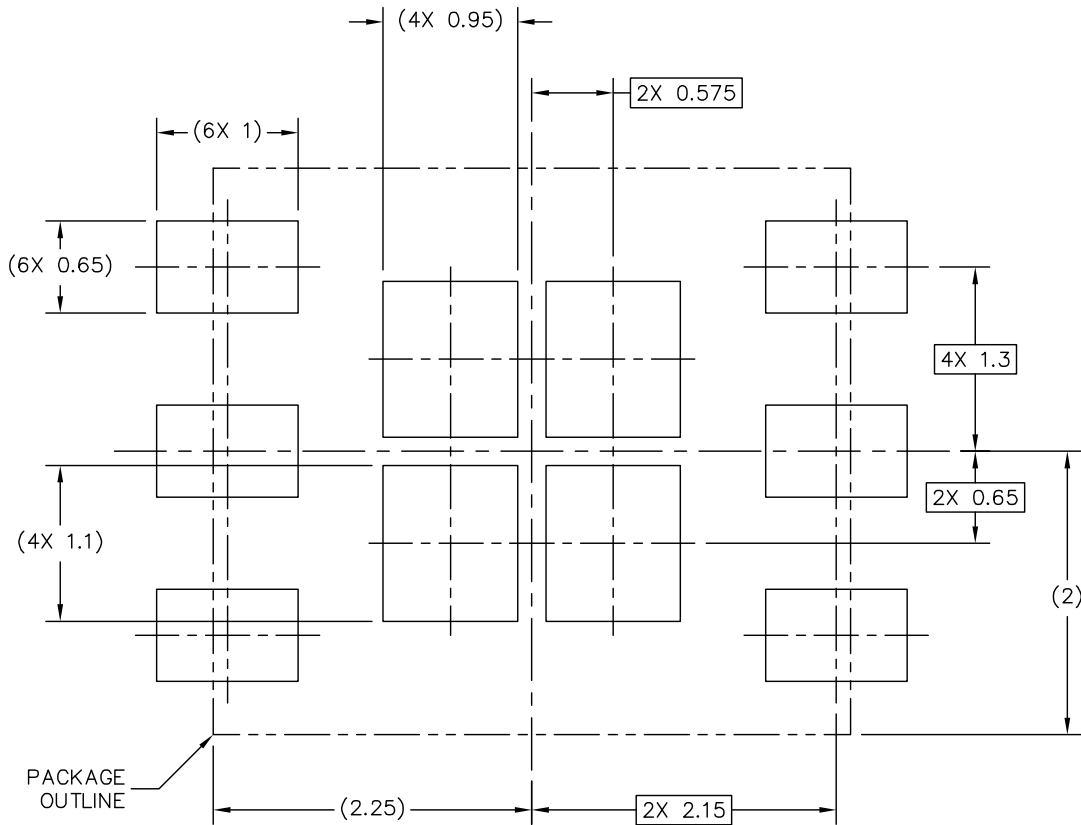 (4X 0.95)
2X 0.575
(6X 1)
(6X 0.65)
4X 1.3
2X 0.65
(4X 1.1)
(2)
PACKAGE
OUTLINE
(2.25)
2X 2.15